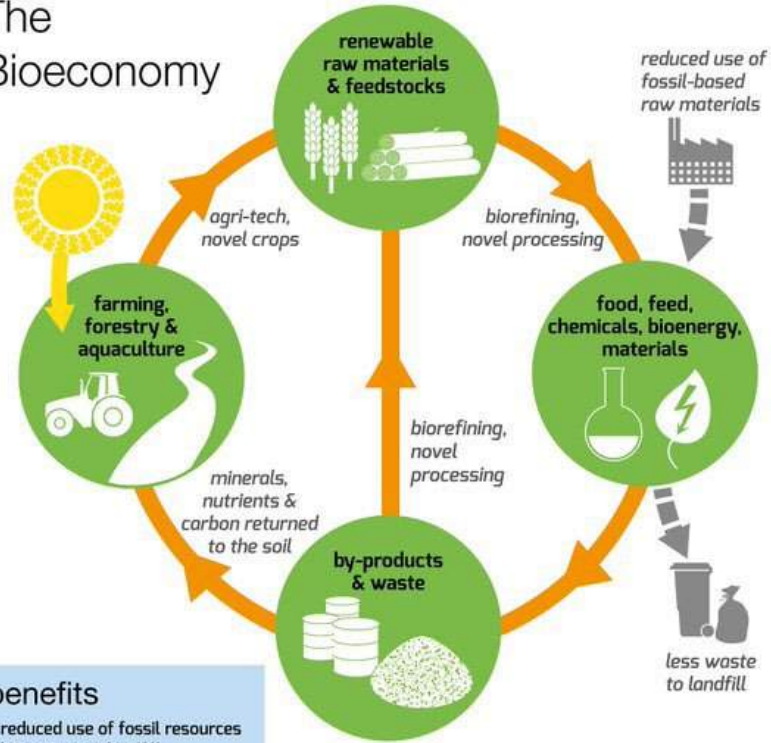 The
Bioeconomy
renewable
raw materials
& feedstocks
reduced use of
fossil-based
raw materials
agri-tech,
novel crops
biorefining,
novel processing
farming,
forestry &
aquaculture
food, feed,
chemicals, bioenergy,
materials
biorefining,
novel
processing
minerals,
nutrients &
carbon returned
to the soil
by-products
& waste
less waste
to landfill
benefits
reduced use of fossil resources